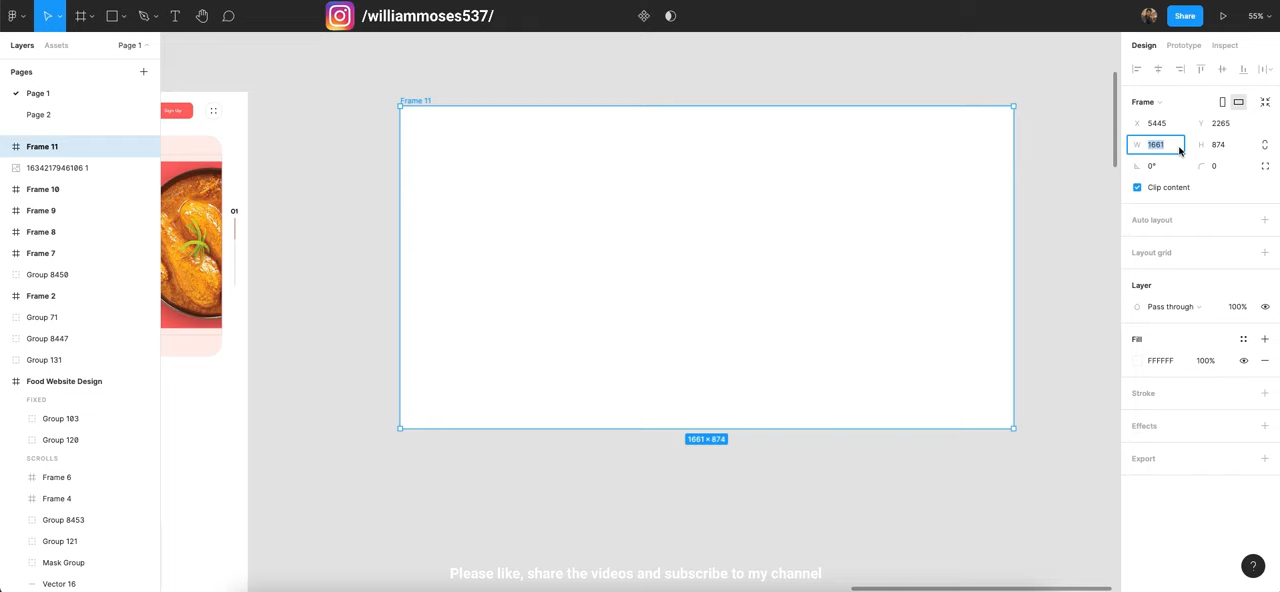 /williammoses537/
Share
55%
Layers
Assets
Page 1
Design
Prototype
Inspect
Pages
Page 1
Page 2
Frame 11
1634217946106 1
Frame 10
Frame 9
Frame 8
Frame 7
Group 8450
Frame 2
Group 71
Group 8447
Group 131
Food Website Design
FIXED
Group 103
Group 120
SCROLLS
Frame 6
Frame 4
Group 8453
Group 121
Mask Group
Vector 16
Sign Up
01
Frame 11
1661 × 874
Please like, share the videos and subscribe to my channel
Frame
X 5445
Y 2265
W 1661
H 874
0°
0
Clip content
Auto layout
Layout grid
Layer
Pass through
100%
Fill
FFFFFF
100%
Stroke
Effects
Export
?